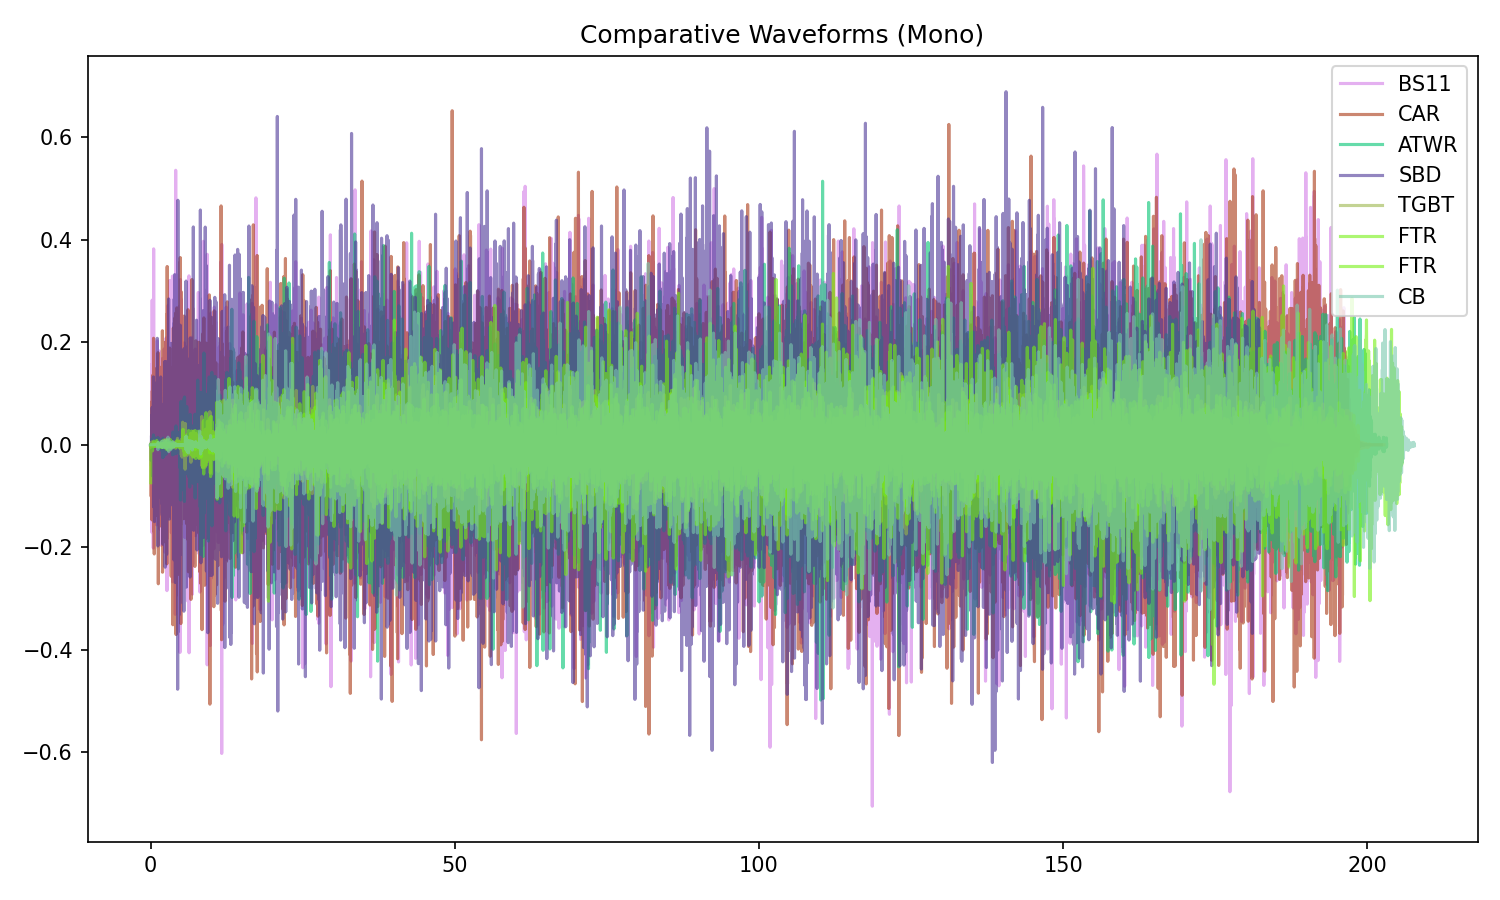 Comparative Waveforms (Mono)
BS11
CAR
ATWR
SBD
TGBT
FTR
FTR
CB
0.6
0.4
0.2
0.0
−0.2
−0.4
−0.6
0 50 100 150 200